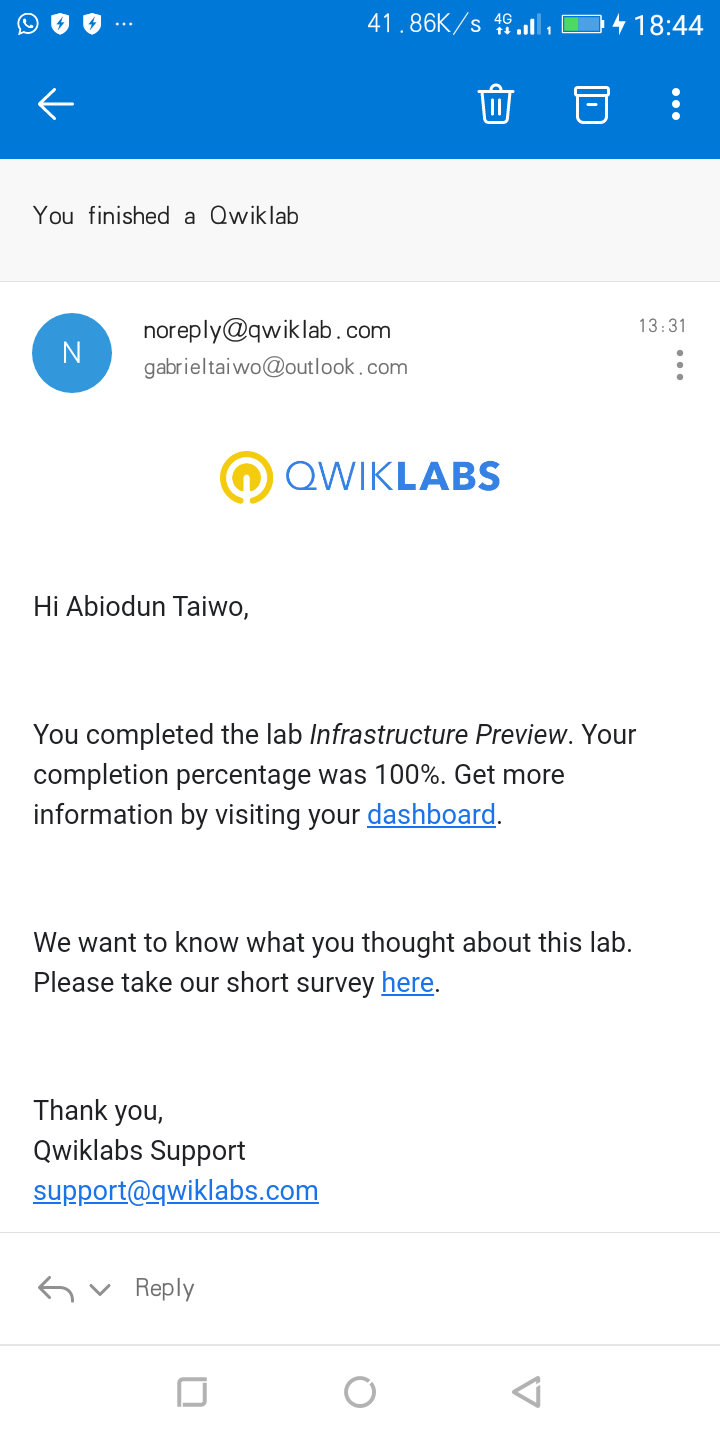 41.86K/s 4G 1 18:44
You finished a Qwiklab
N
noreply@qwiklab.com
13:31
gabrieltaiwo@outlook.com
QWIKLABS
Hi Abiodun Taiwo,
You completed the lab Infrastructure Preview. Your
completion percentage was 100%. Get more
information by visiting your dashboard.
We want to know what you thought about this lab.
Please take our short survey here.
Thank you,
Qwiklabs Support
support@qwiklabs.com
Reply